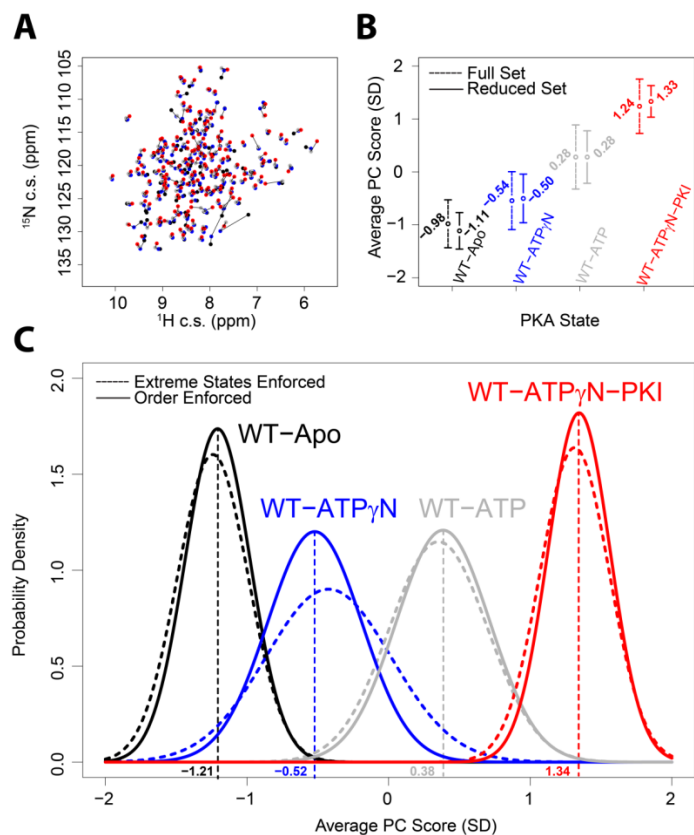 A
105
110
115
120
125
130
135
¹⁵N c.s. (ppm)
10
9
8
7
6
¹H c.s. (ppm)
B
Full Set
Reduced Set
2
1
0
−1
−2
Average PC Score (SD)
−0.98
−1.11
−0.54
−0.50
0.28
0.28
1.24
1.33
WT−Apo
WT−ATPγN
WT−ATP
WT−ATPγN−PKI
PKA State
C
Extreme States Enforced
Order Enforced
WT−Apo
WT−ATPγN
WT−ATP
WT−ATPγN−PKI
2.0
1.5
1.0
0.5
0.0
Probability Density
−1.21
−0.52
0.38
1.34
−2
−1
0
1
2
Average PC Score (SD)